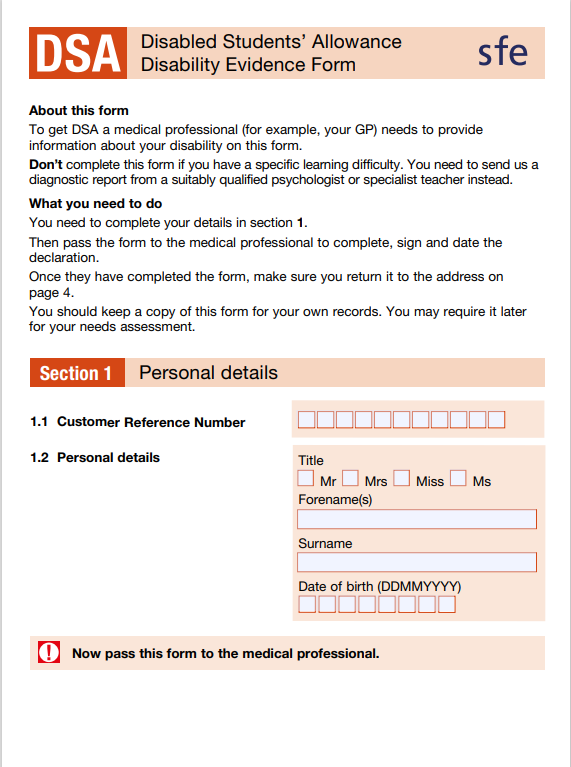 DSA
Disabled Students' Allowance
Disability Evidence Form
sfe
About this form
To get DSA a medical professional (for example, your GP) needs to provide
information about your disability on this form.
Don't complete this form if you have a specific learning difficulty. You need to send us a
diagnostic report from a suitably qualified psychologist or specialist teacher instead.
What you need to do
You need to complete your details in section 1.
Then pass the form to the medical professional to complete, sign and date the
declaration.
Once they have completed the form, make sure you return it to the address on
page 4.
You should keep a copy of this form for your own records. You may require it later
for your needs assessment.
Section 1 Personal details
1.1 Customer Reference Number
1.2 Personal details
Title
Mr Mrs Miss Ms
Forename(s)
Surname
Date of birth (DDMMYYYY)
! Now pass this form to the medical professional.